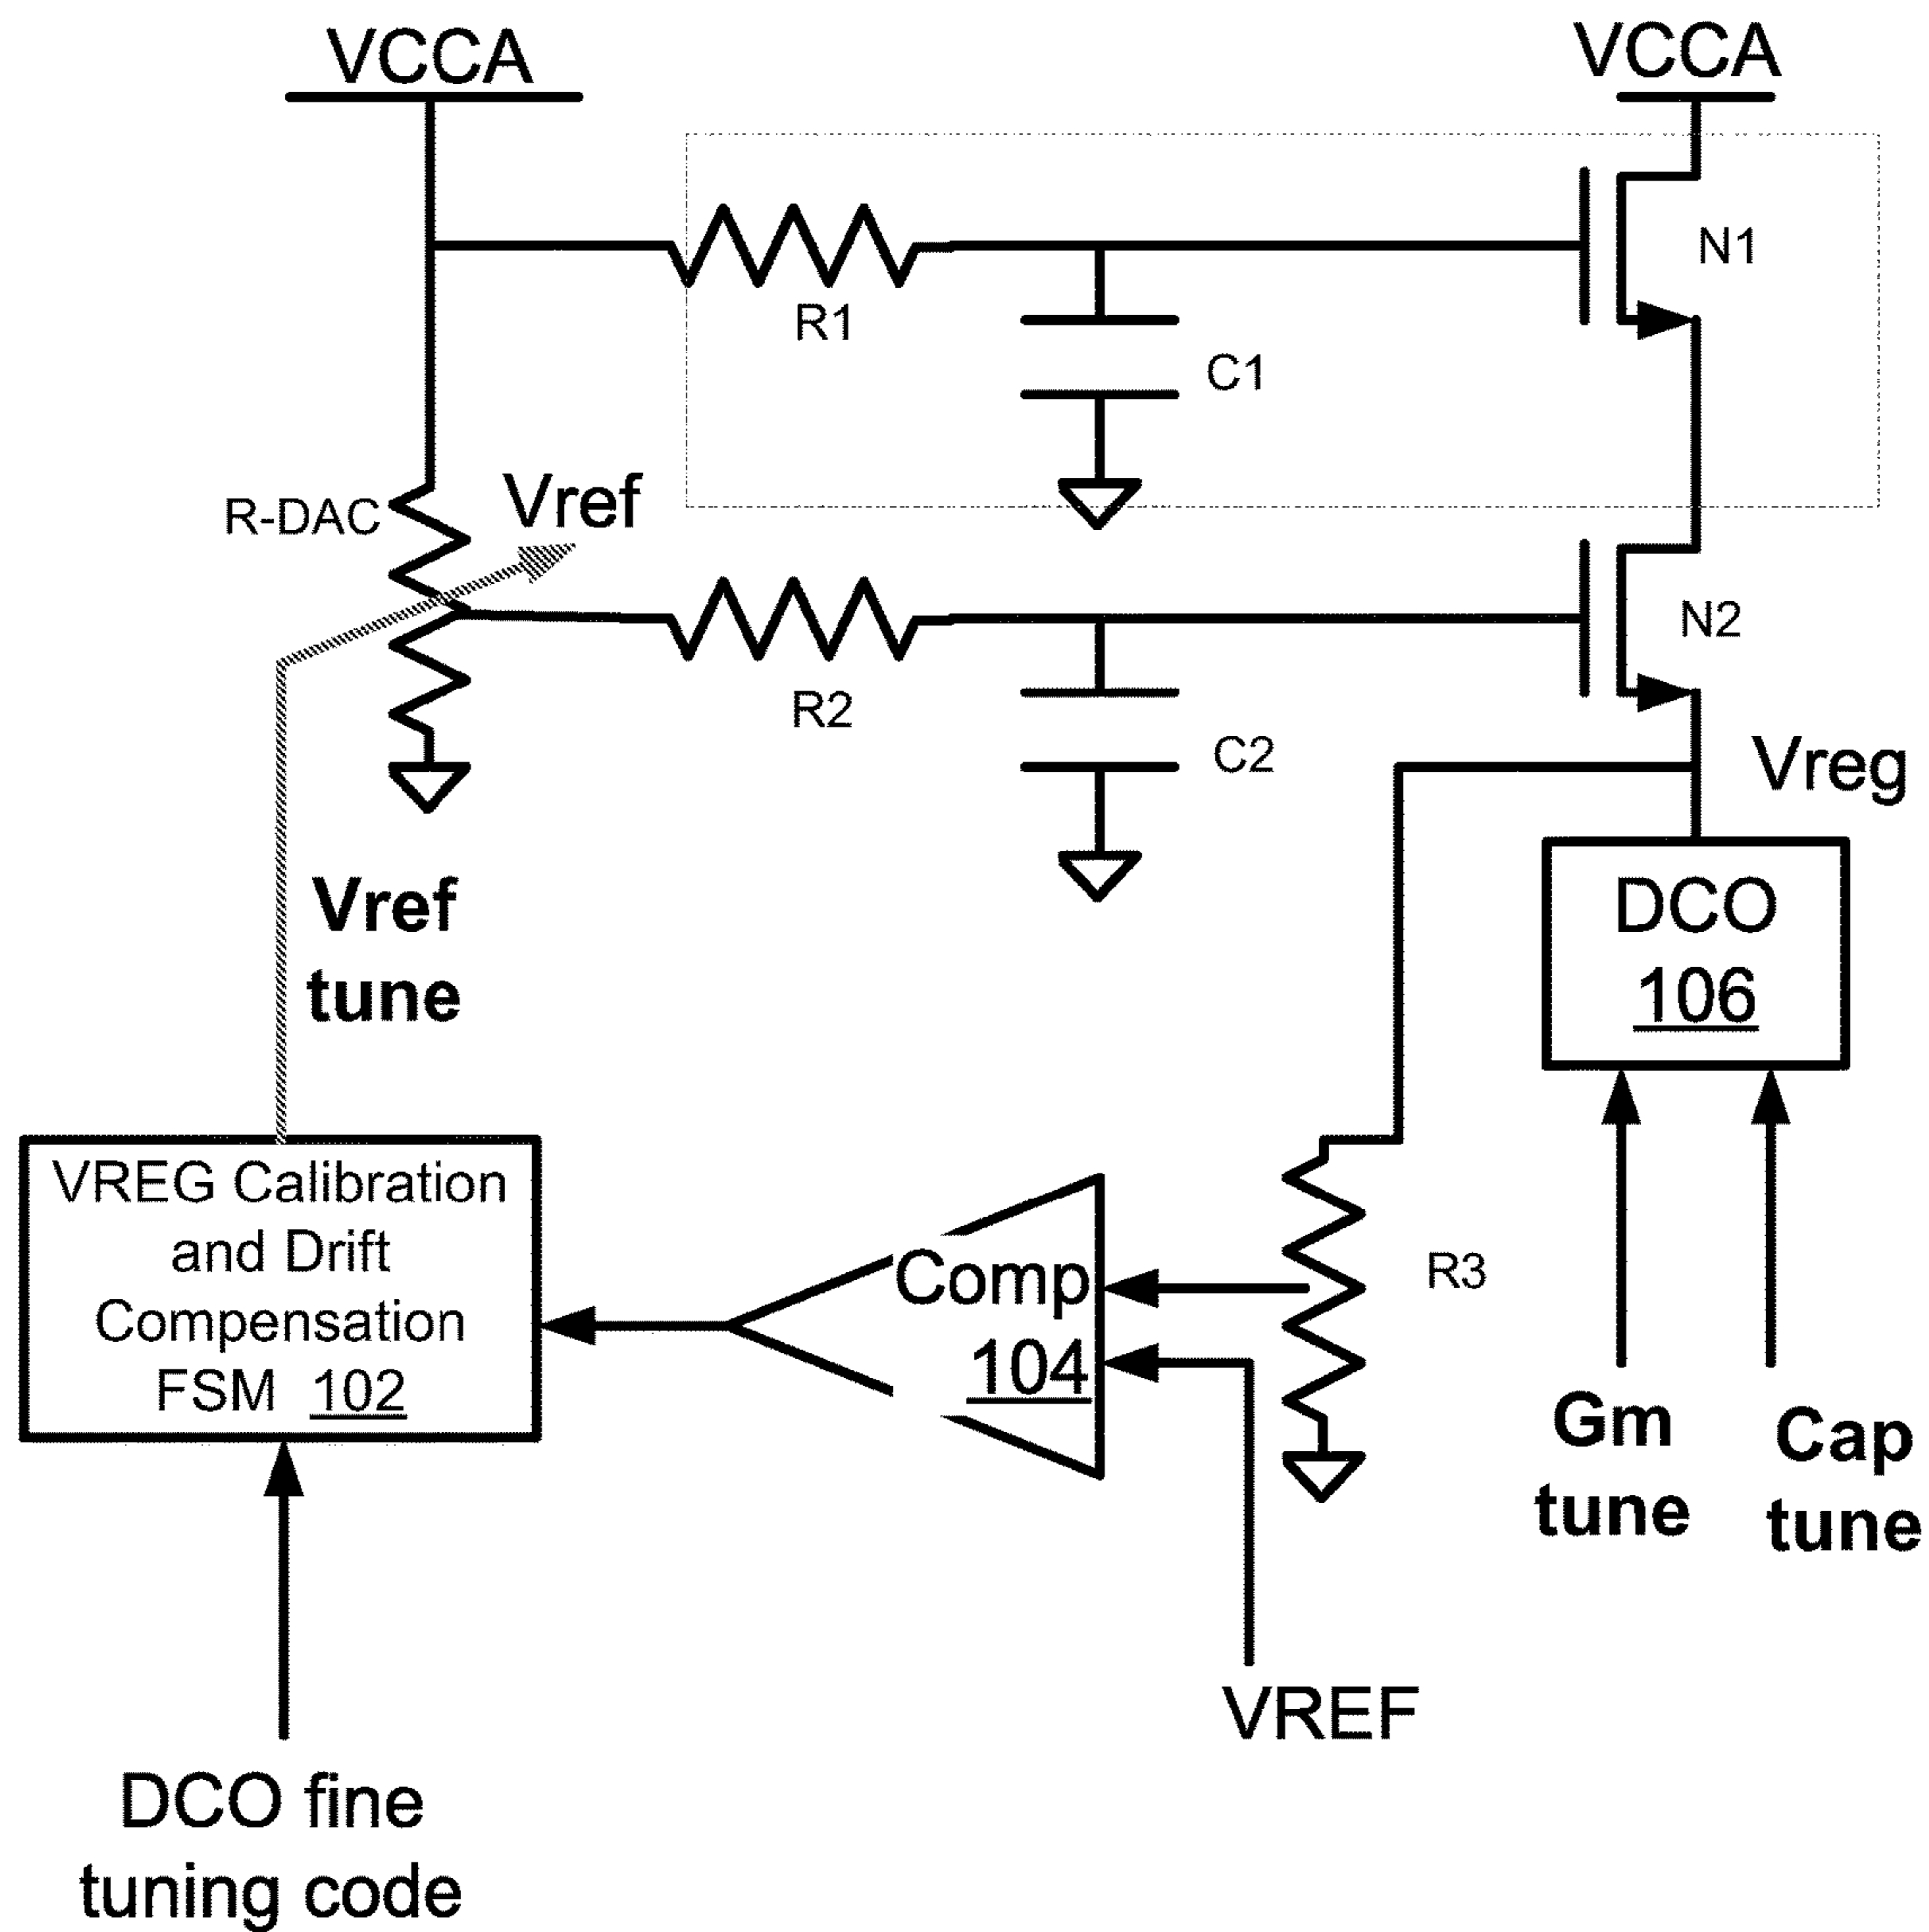 VCCA
VCCA
R1
N1
C1
R-DAC
Vref
R2
N2
C2
Vreg
Vref
tune
DCO
106
VREG Calibration
and Drift
Compensation
FSM 102
Comp
104
R3
Gm
tune
Cap
tune
VREF
DCO fine
tuning code